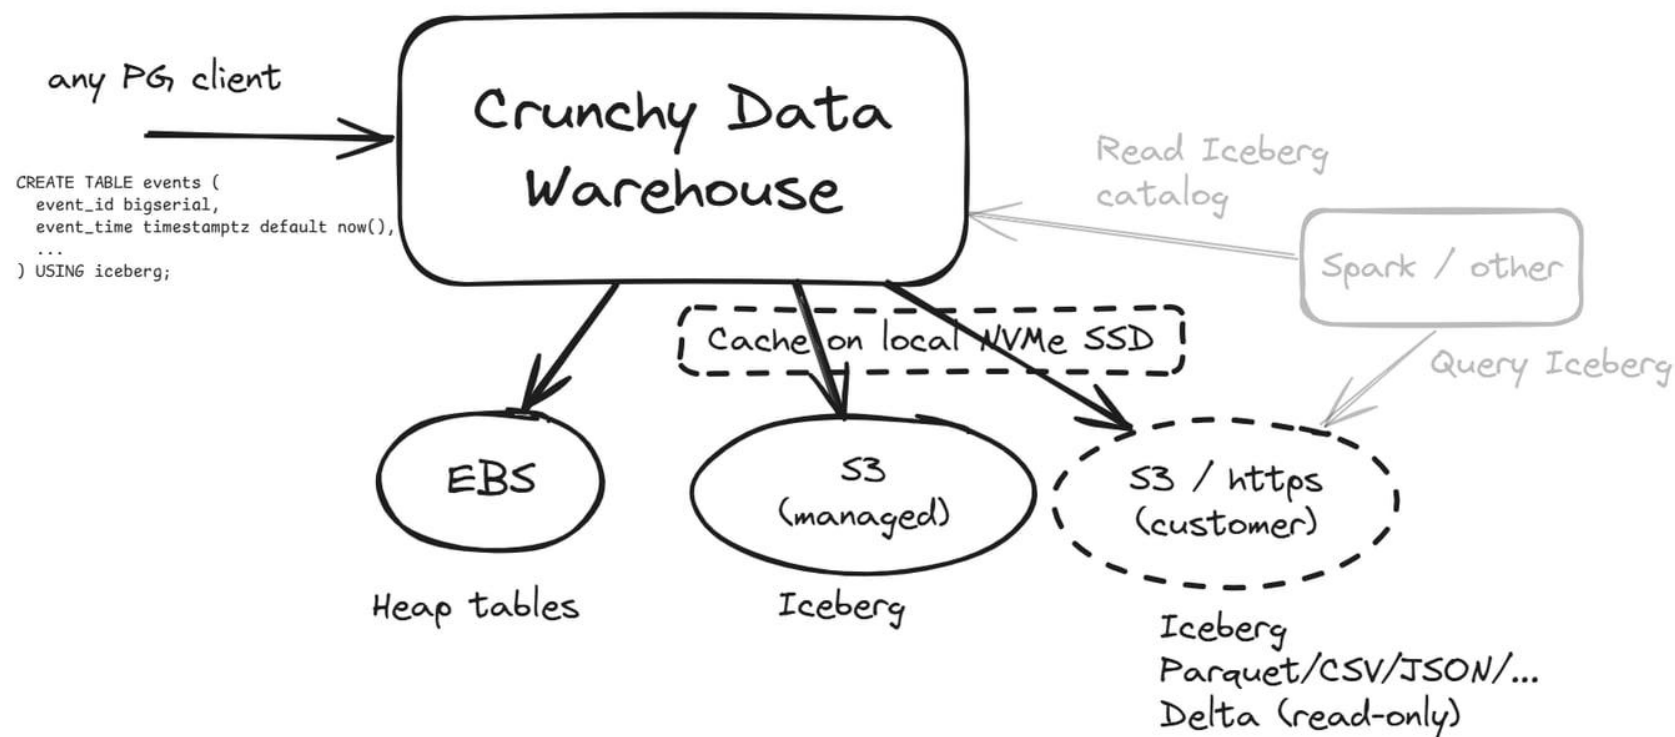 any PG client
CREATE TABLE events (
  event_id bigserial,
  event_time timestamptz default now(),
  ...
) USING iceberg;
Crunchy Data
Warehouse
Read Iceberg
catalog
Spark / other
Query Iceberg
Cache on local NVMe SSD
EBS
Heap tables
S3
(managed)
Iceberg
S3 / https
(customer)
Iceberg
Parquet/CSV/JSON/...
Delta (read-only)